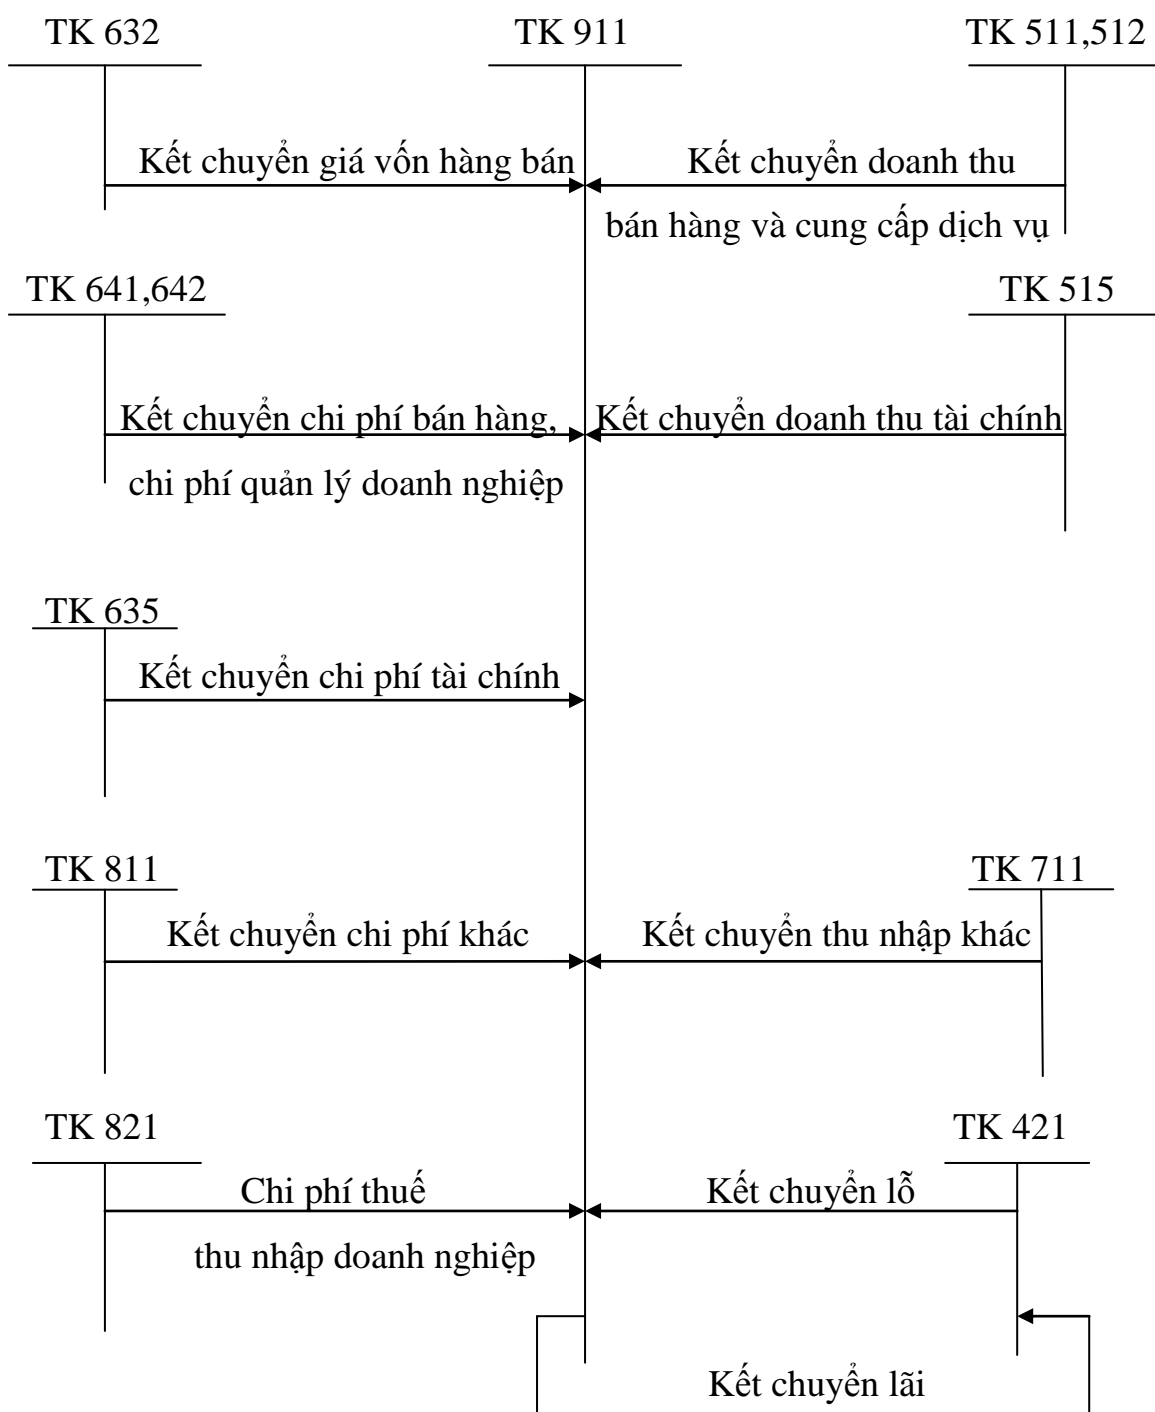 TK 632
TK 911
TK 511,512
Kết chuyển giá vốn hàng bán
Kết chuyển doanh thu
bán hàng và cung cấp dịch vụ
TK 641,642
TK 515
Kết chuyển chi phí bán hàng,
chi phí quản lý doanh nghiệp
Kết chuyển doanh thu tài chính
TK 635
Kết chuyển chi phí tài chính
TK 811
TK 711
Kết chuyển chi phí khác
Kết chuyển thu nhập khác
TK 821
TK 421
Chi phí thuế
thu nhập doanh nghiệp
Kết chuyển lỗ
Kết chuyển lãi